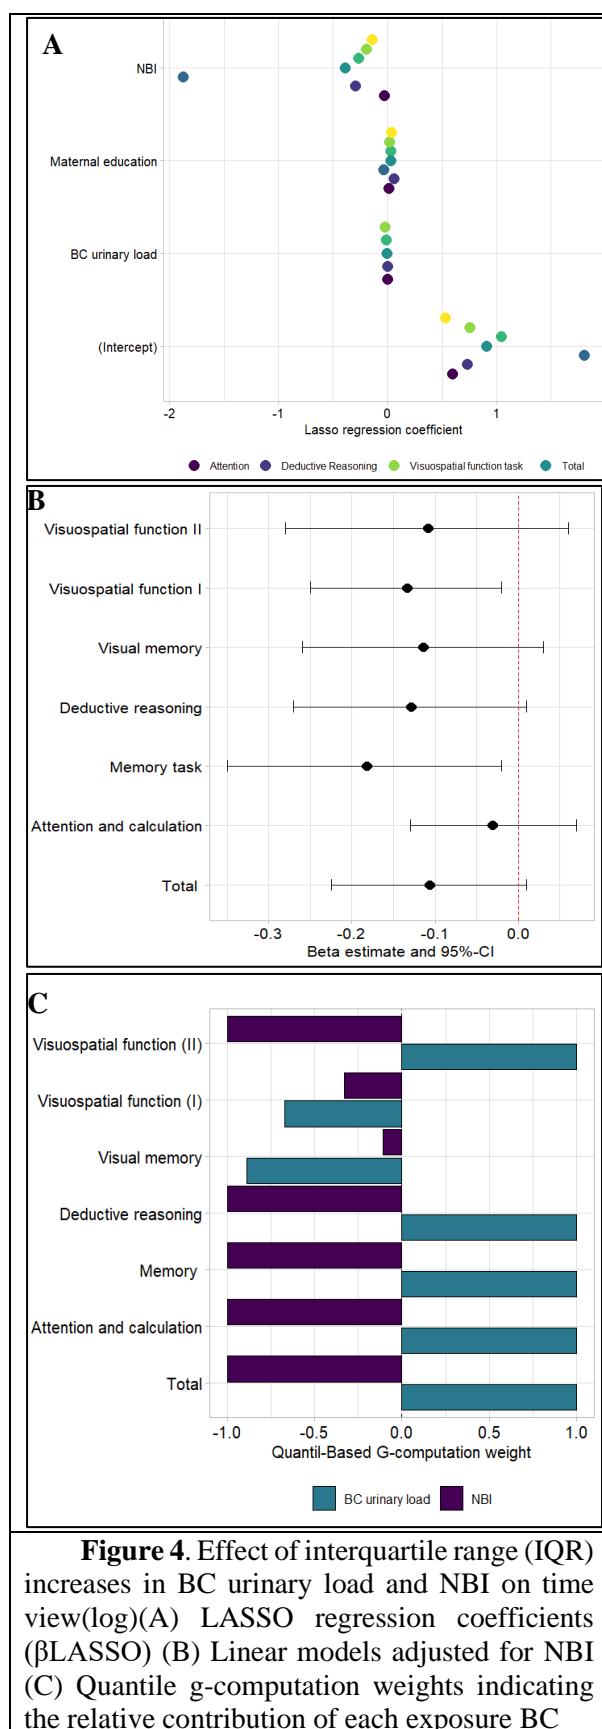 A
NBI
Maternal education
BC urinary load
(Intercept)
-2 -1 0 1
Lasso regression coefficient
Attention Deductive Reasoning Visuospatial function task Total
B
Visuospatial function II
Visuospatial function I
Visual memory
Deductive reasoning
Memory task
Attention and calculation
Total
-0.3 -0.2 -0.1 0.0
Beta estimate and 95%-CI
C
Visuospatial function (II)
Visuospatial function (I)
Visual memory
Deductive reasoning
Memory
Attention and calculation
Total
-1.0 -0.5 0.0 0.5 1.0
Quantil-Based G-computation weight
BC urinary load NBI
Figure 4. Effect of interquartile range (IQR)
increases in BC urinary load and NBI on time
view(log)(A) LASSO regression coefficients
(βLASSO) (B) Linear models adjusted for NBI
(C) Quantile g-computation weights indicating
the relative contribution of each exposure BC